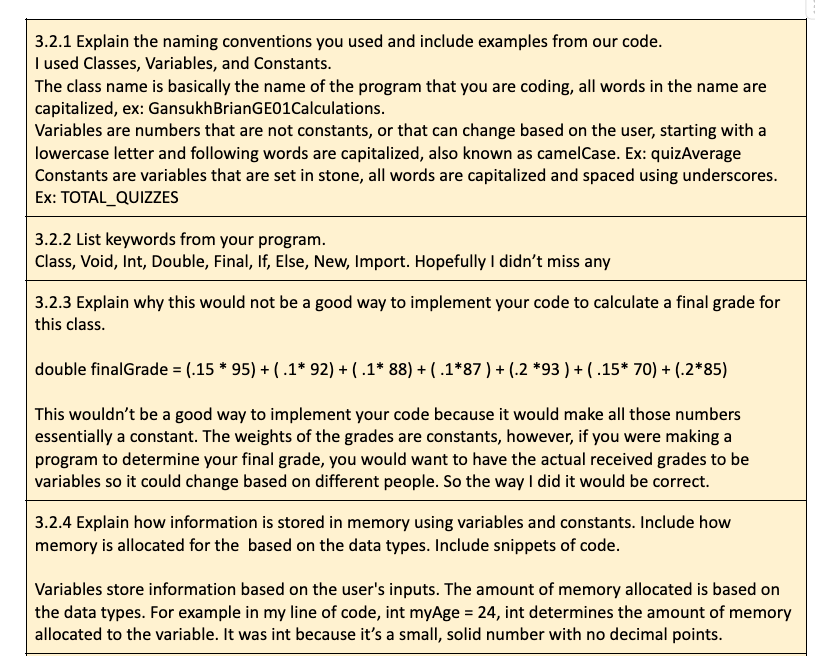 3.2.1 Explain the naming conventions you used and include examples from our code.
I used Classes, Variables, and Constants.
The class name is basically the name of the program that you are coding, all words in the name are
capitalized, ex: GansukhBrianGE01Calculations.
Variables are numbers that are not constants, or that can change based on the user, starting with a
lowercase letter and following words are capitalized, also known as camelCase. Ex: quizAverage
Constants are variables that are set in stone, all words are capitalized and spaced using underscores.
Ex: TOTAL_QUIZZES
3.2.2 List keywords from your program.
Class, Void, Int, Double, Final, If, Else, New, Import. Hopefully I didn't miss any
3.2.3 Explain why this would not be a good way to implement your code to calculate a final grade for
this class.
double finalGrade = (.15 * 95) + ( .1* 92) + ( .1* 88) + ( .1*87 ) + (.2 *93 ) + ( .15* 70) + (.2*85)
This wouldn't be a good way to implement your code because it would make all those numbers
essentially a constant. The weights of the grades are constants, however, if you were making a
program to determine your final grade, you would want to have the actual received grades to be
variables so it could change based on different people. So the way I did it would be correct.
3.2.4 Explain how information is stored in memory using variables and constants. Include how
memory is allocated for the  based on the data types. Include snippets of code.
Variables store information based on the user's inputs. The amount of memory allocated is based on
the data types. For example in my line of code, int myAge = 24, int determines the amount of memory
allocated to the variable. It was int because it's a small, solid number with no decimal points.